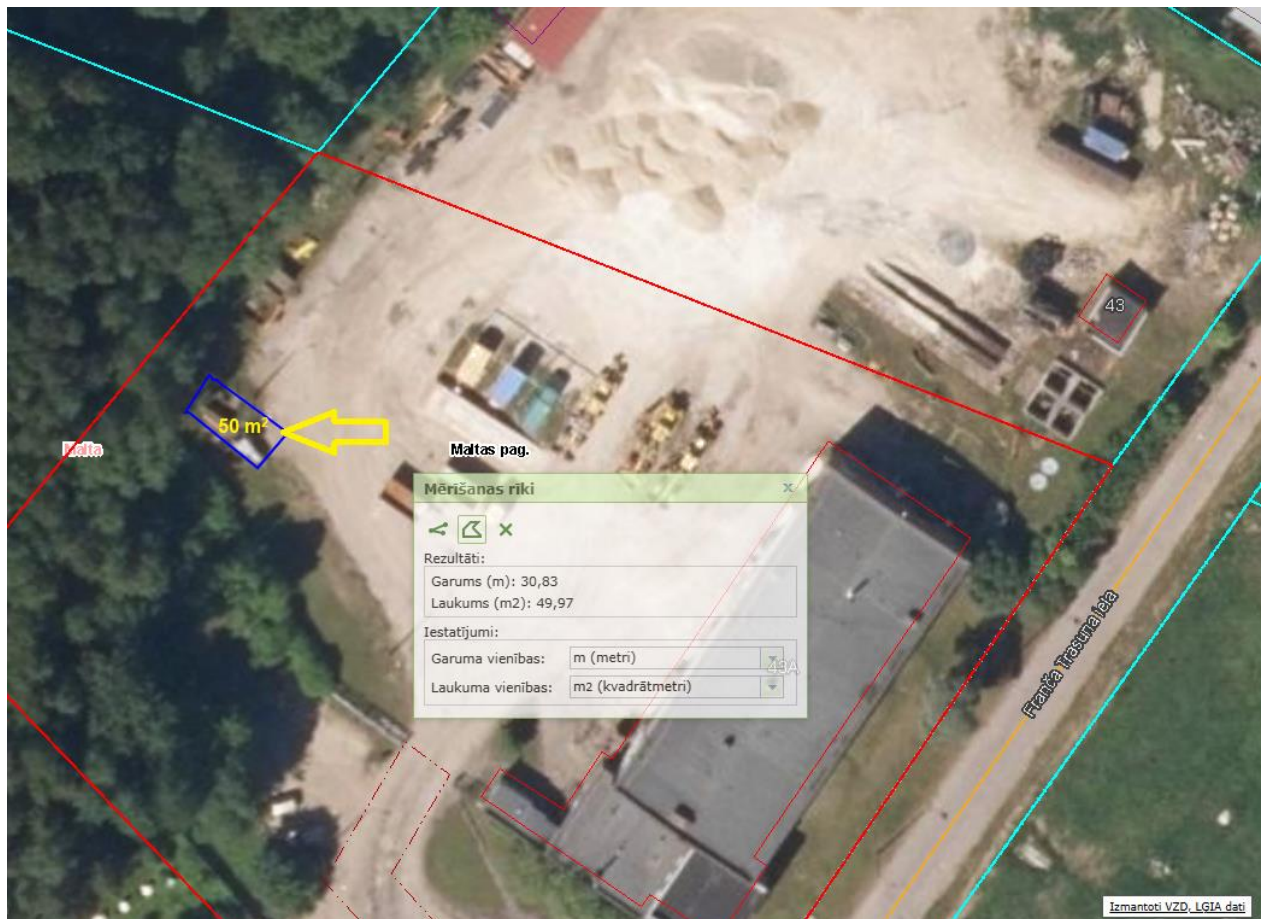 43
50 m²
Malta
Maltas pag.
Mērīšanas rīki
x
Rezultāti:
Garums (m): 30,83
Laukums (m2): 49,97
Iestatījumi:
Garuma vienības: m (metri)
43A
Laukuma vienības: m2 (kvadrātmetri)
Franča Trasuna iela
Izmantoti VZD, LGIA dati